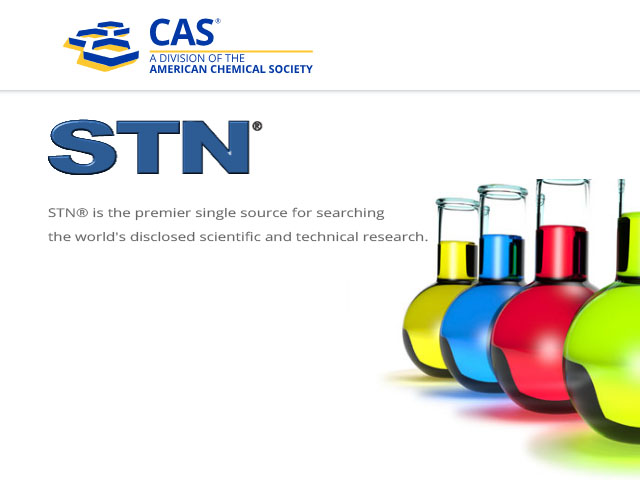 CAS®
A DIVISION OF THE
AMERICAN CHEMICAL SOCIETY
STN®
STN® is the premier single source for searching
the world's disclosed scientific and technical research.